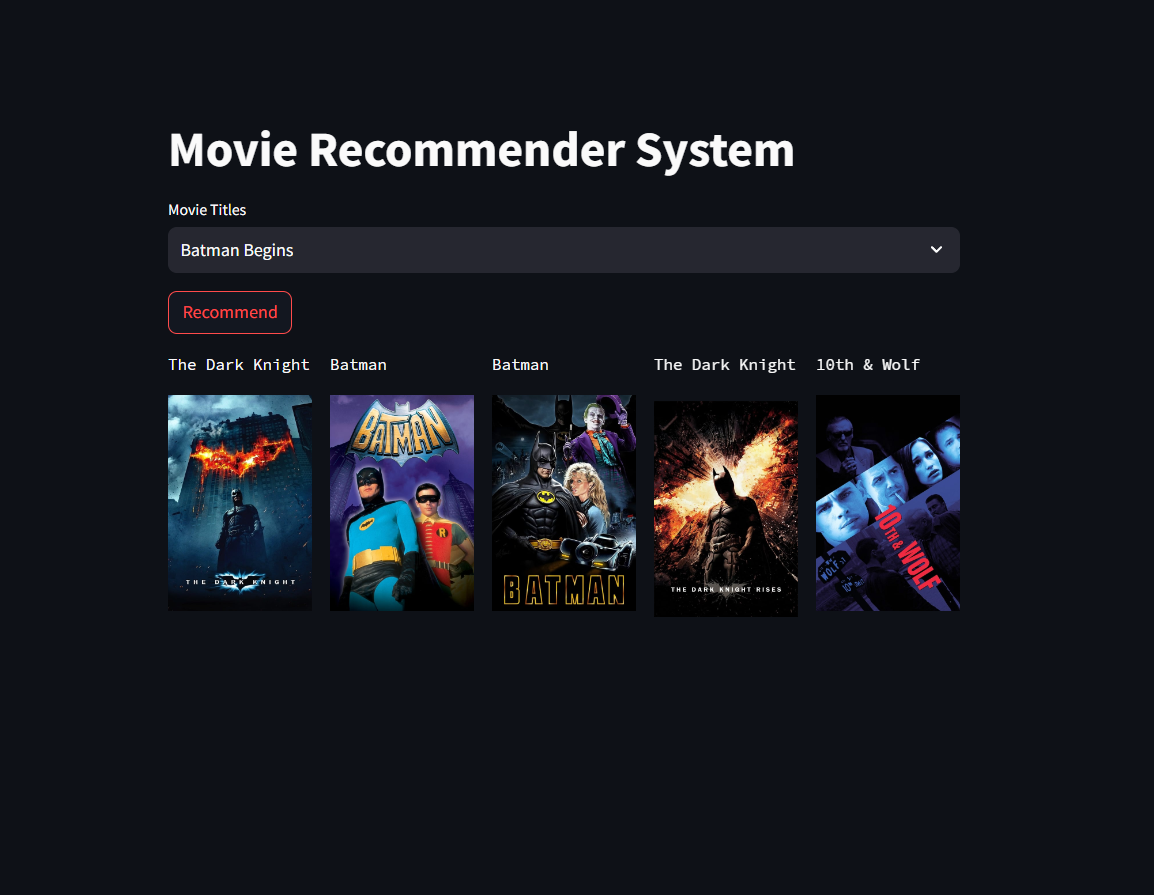 Movie Recommender System
Movie Titles
Batman Begins
Recommend
The Dark Knight
Batman
Batman
The Dark Knight
10th & Wolf
BATMAN
THE DARK KNIGHT
BATMAN
THE DARK KNIGHT RISES
10TH & WOLF